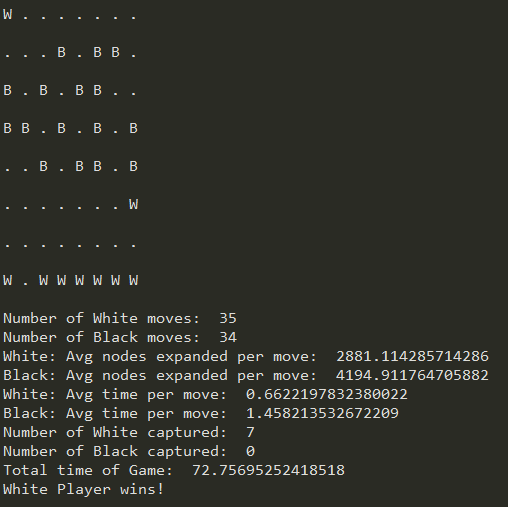 W . . . . . . .
. . . B . B B .
B . B . B B . .
B B . B . B . B
. . B . B B . B
. . . . . . . W
. . . . . . . .
W . W W W W W W
Number of White moves:  35
Number of Black moves:  34
White: Avg nodes expanded per move:  2881.114285714286
Black: Avg nodes expanded per move:  4194.911764705882
White: Avg time per move:  0.6622197832380022
Black: Avg time per move:  1.458213532672209
Number of White captured:  7
Number of Black captured:  0
Total time of Game:  72.75695252418518
White Player wins!